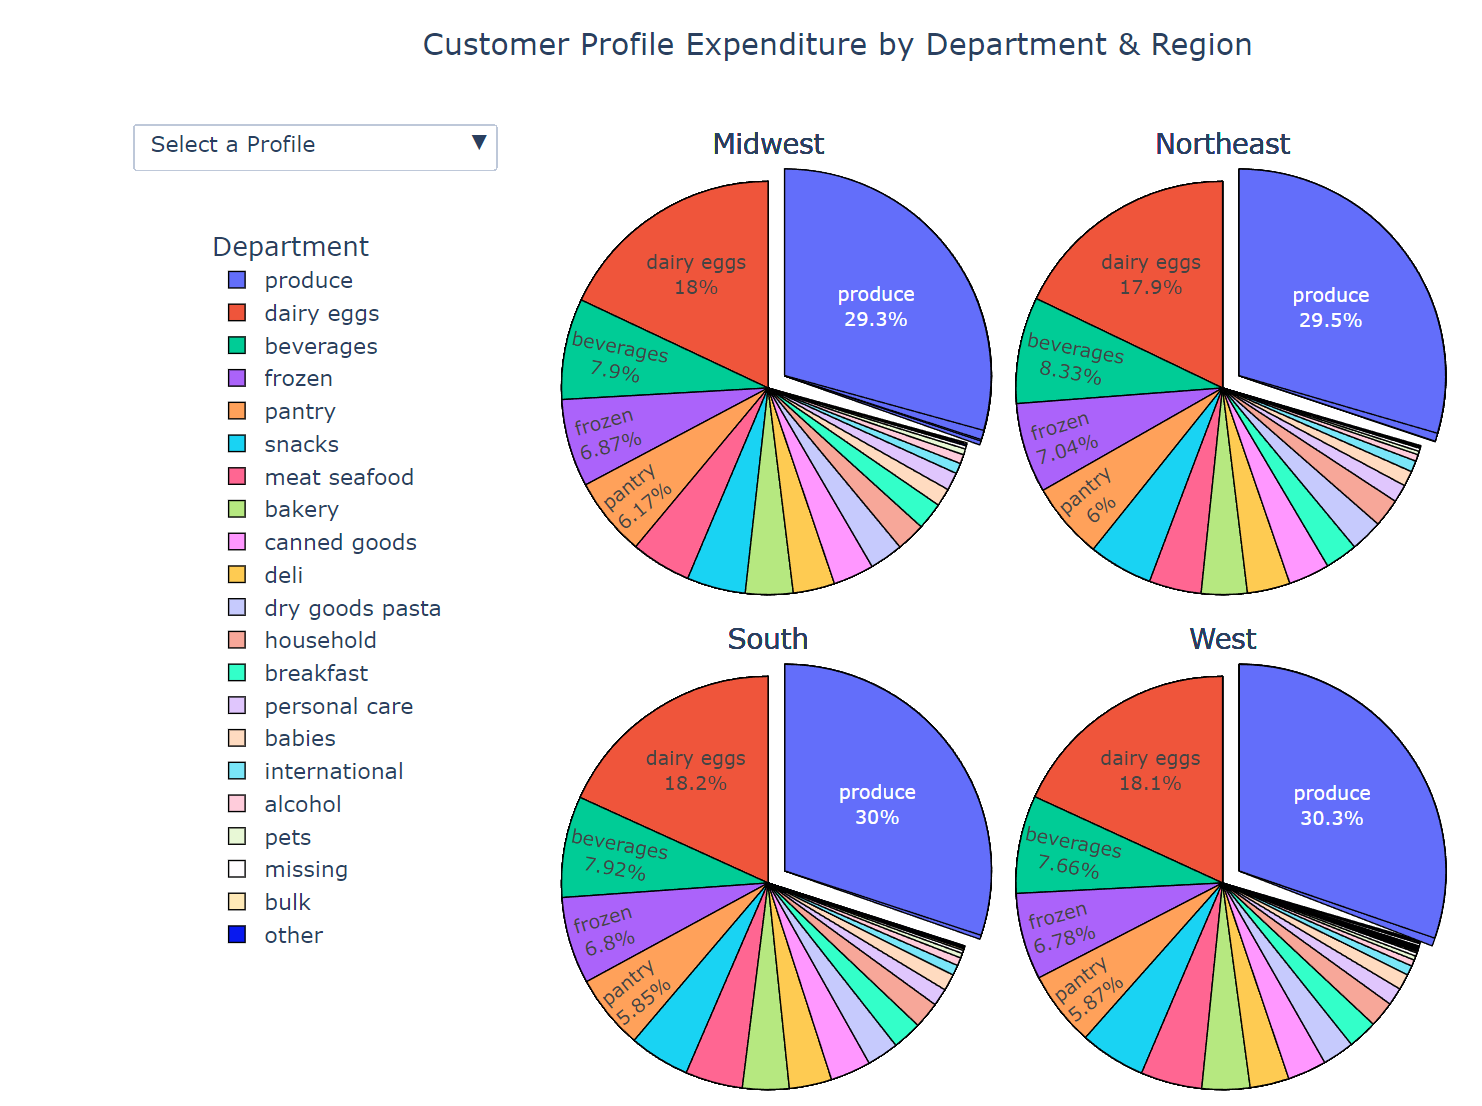 Customer Profile Expenditure by Department & Region
Select a Profile ▼
Department
produce
dairy eggs
beverages
frozen
pantry
snacks
meat seafood
bakery
canned goods
deli
dry goods pasta
household
breakfast
personal care
babies
international
alcohol
pets
missing
bulk
other
Midwest
dairy eggs
18%
produce
29.3%
beverages
7.9%
frozen
6.87%
pantry
6.17%
Northeast
dairy eggs
17.9%
produce
29.5%
beverages
8.33%
frozen
7.04%
pantry
6%
South
dairy eggs
18.2%
produce
30%
beverages
7.92%
frozen
6.8%
pantry
5.85%
West
dairy eggs
18.1%
produce
30.3%
beverages
7.66%
frozen
6.78%
pantry
5.87%